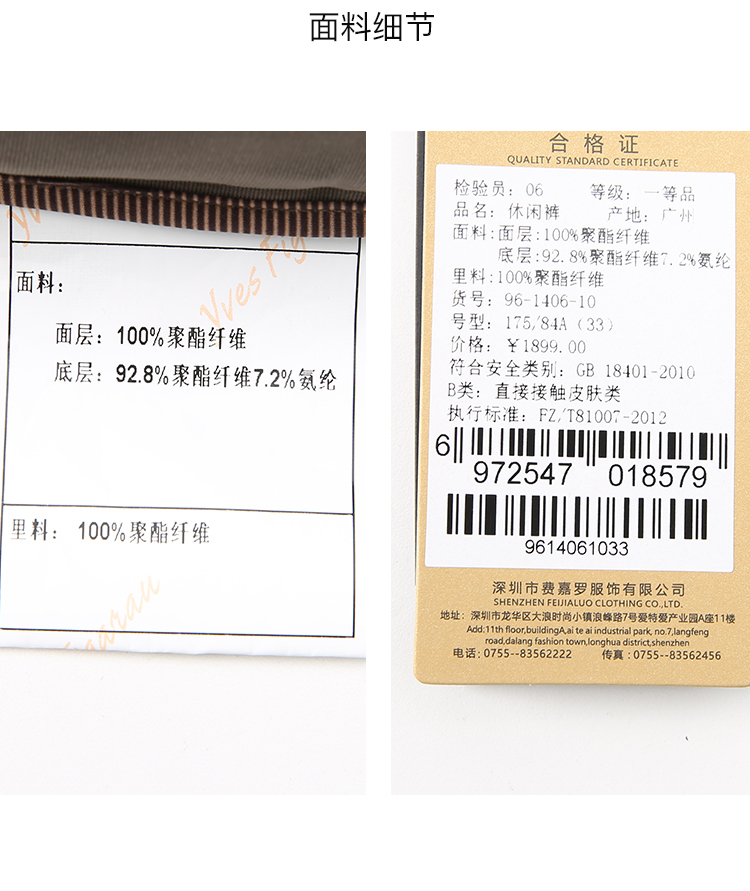 面料细节
Yves Fig
面料：
面层：100%聚酯纤维
底层：92.8%聚酯纤维7.2%氨纶
里料：100%聚酯纤维
合格证
QUALITY STANDARD CERTIFICATE
检验员：06 等级：一等品
品名：休闲裤 产地：广州
面料:面层:100%聚酯纤维
底层:92.8%聚酯纤维7.2%氨纶
里料:100%聚酯纤维
货号：96-1406-10
号型：175/84A（33）
价格：￥1899.00
符合安全类别：GB 18401-2010
B类：直接接触皮肤类
执行标准：FZ/T81007-2012
6 972547 018579
9614061033
深圳市费嘉罗服饰有限公司
SHENZHEN FEIJIALUO CLOTHING CO.,LTD
地址：深圳市龙华区大浪时尚小镇浪峰路7号爱特爱产业园A座11楼
Add:11th floor,buildingA,ai te ai industrial park, no.7,langfeng
road,dalang fashion town,longhua district,shenzhen
电话：0755--83562222 传真：0755--83562456